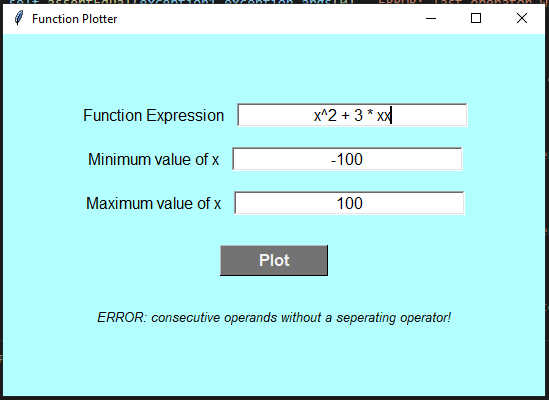 Function Plotter
Function Expression x^2 + 3 * xx
Minimum value of x -100
Maximum value of x 100
Plot
ERROR: consecutive operands without a seperating operator!